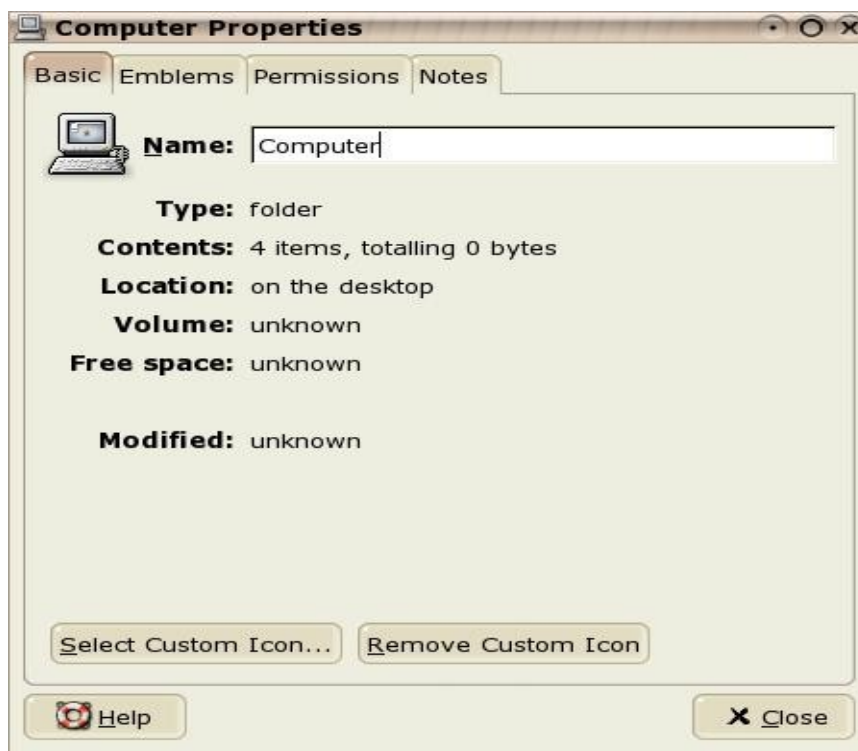 Computer Properties
Basic Emblems Permissions Notes
Name: Computer
Type: folder
Contents: 4 items, totalling 0 bytes
Location: on the desktop
Volume: unknown
Free space: unknown
Modified: unknown
Select Custom Icon... Remove Custom Icon
Help Close